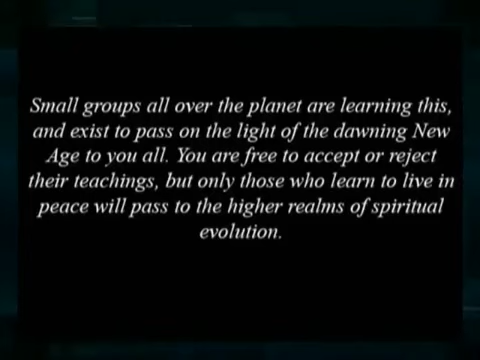 Small groups all over the planet are learning this,
and exist to pass on the light of the dawning New
Age to you all. You are free to accept or reject
their teachings, but only those who learn to live in
peace will pass to the higher realms of spiritual
evolution.